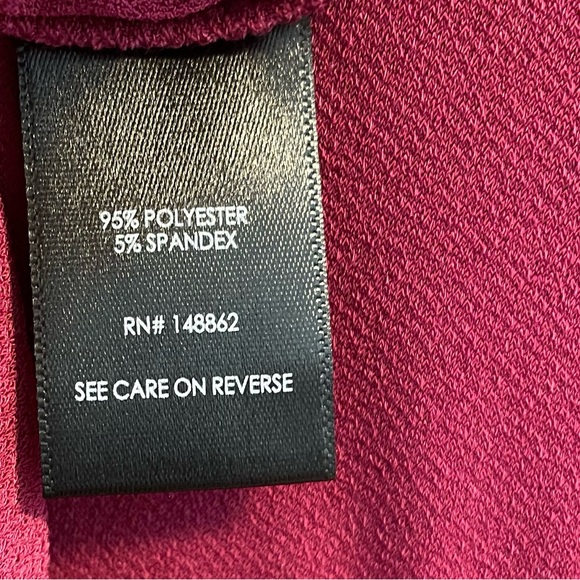 95% POLYESTER
5% SPANDEX
RN# 148862
SEE CARE ON REVERSE